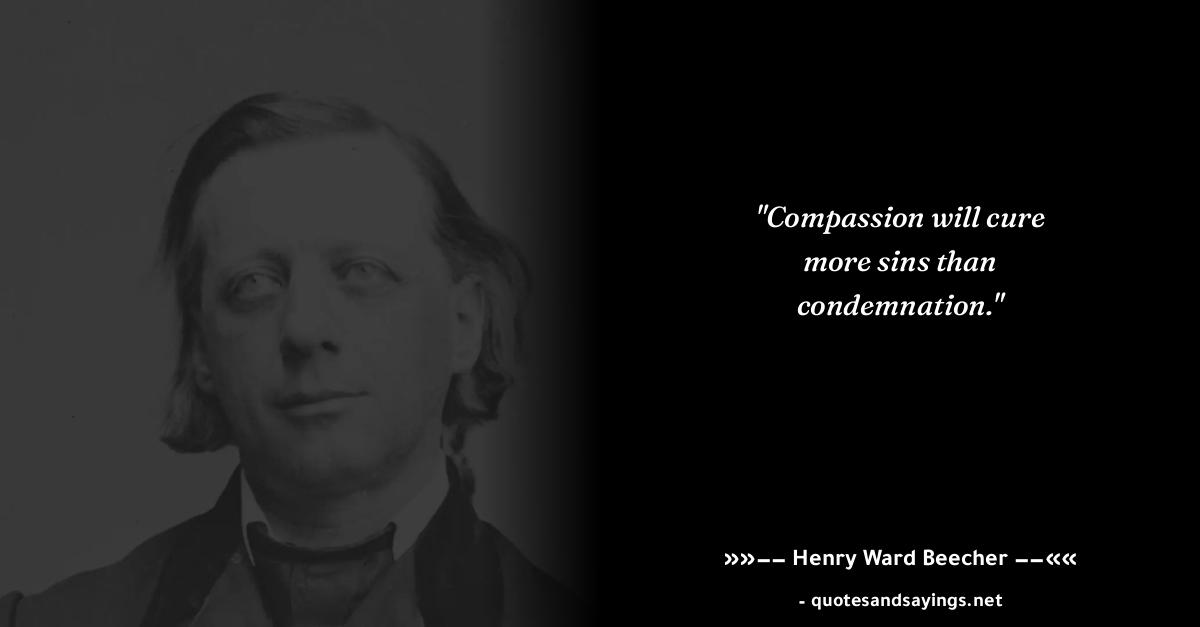 "Compassion will cure
more sins than
condemnation."
»»−− Henry Ward Beecher −−««
- quotesandsayings.net